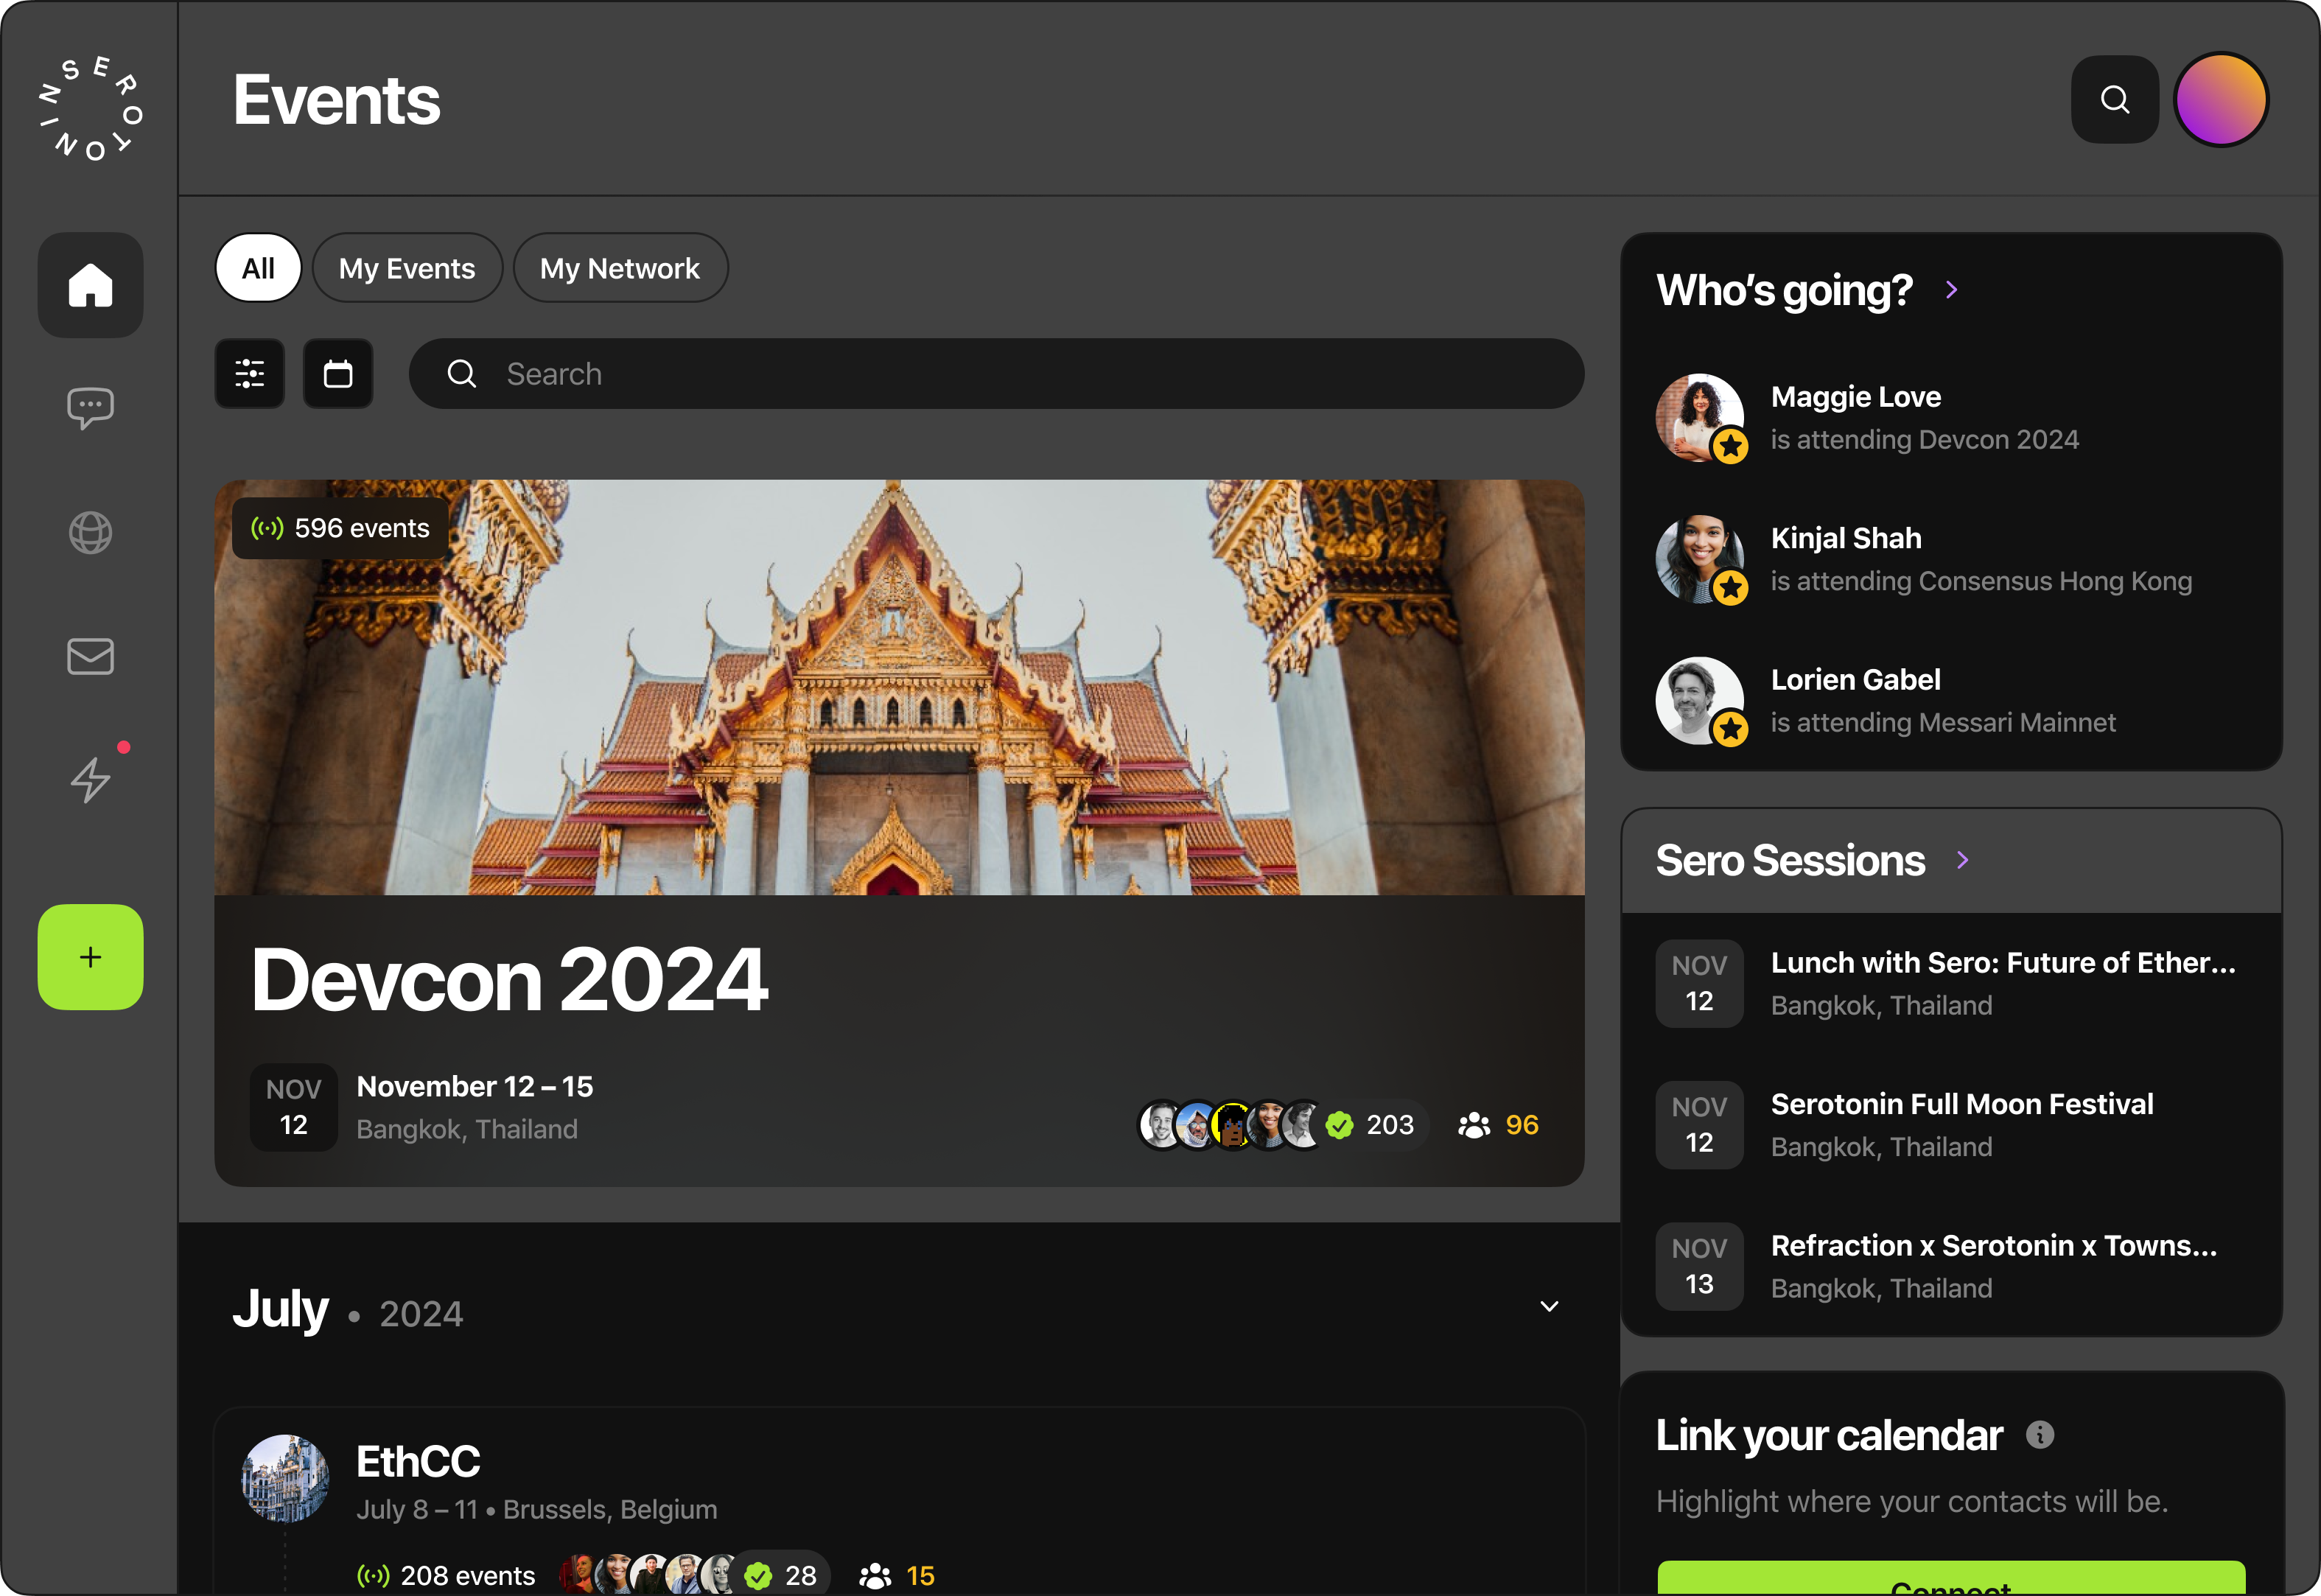 SEROTONIN
Events
All
My Events
My Network
Search
596 events
Devcon 2024
NOV
12
November 12 – 15
Bangkok, Thailand
203
96
July • 2024
EthCC
July 8 – 11 • Brussels, Belgium
208 events
28
15
Who’s going?
Maggie Love
is attending Devcon 2024
Kinjal Shah
is attending Consensus Hong Kong
Lorien Gabel
is attending Messari Mainnet
Sero Sessions
NOV
12
Lunch with Sero: Future of Ether...
Bangkok, Thailand
NOV
12
Serotonin Full Moon Festival
Bangkok, Thailand
NOV
13
Refraction x Serotonin x Towns...
Bangkok, Thailand
Link your calendar
Highlight where your contacts will be.
Connect